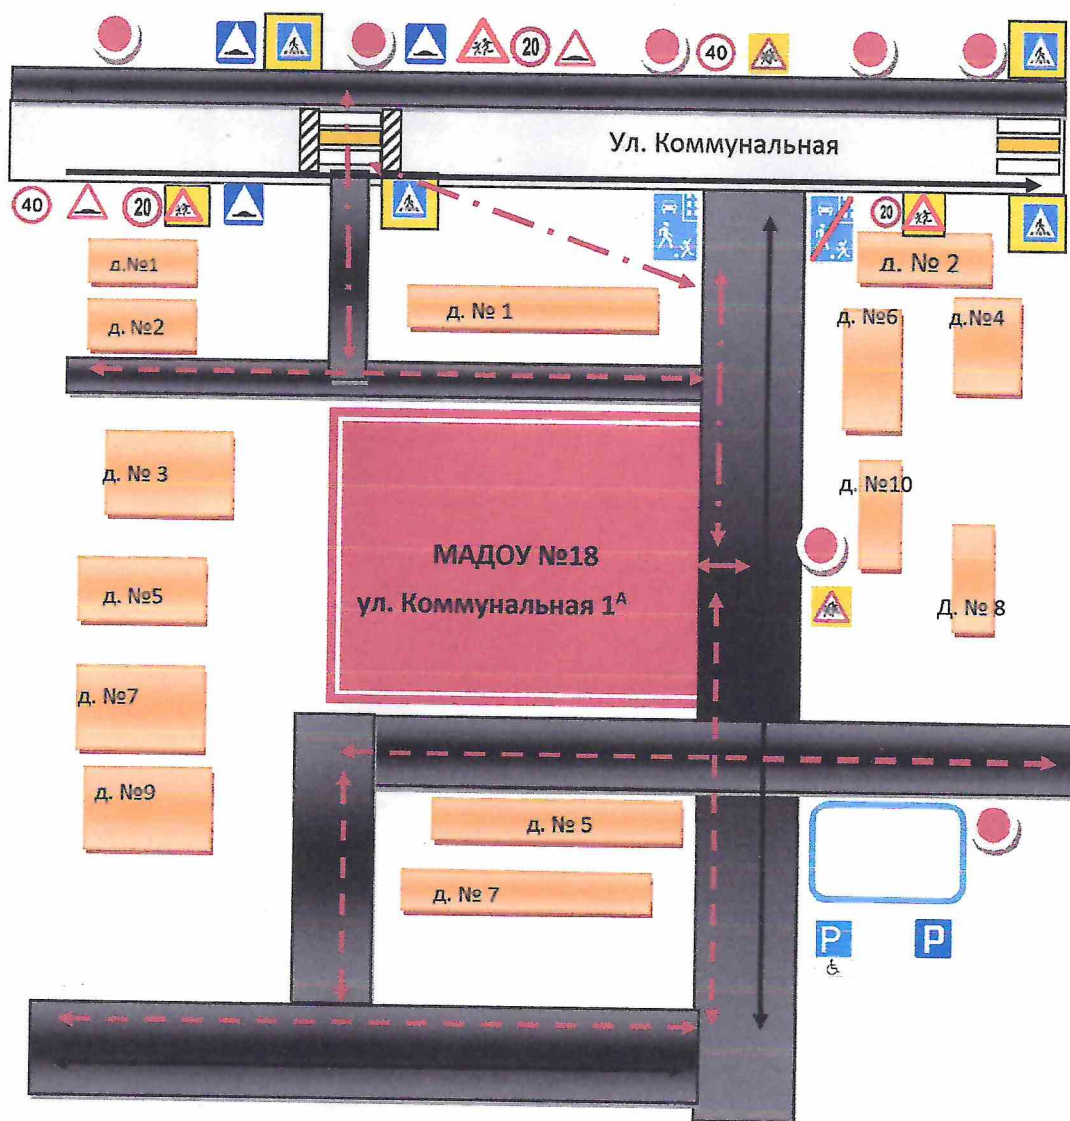 20
40
Ул. Коммунальная
40
20
20
д.№1
д. №2
д. № 1
д. № 2
д. №6
д.№4
д. № 3
д. №10
МАДОУ №18
ул. Коммунальная 1ᴬ
д. №5
Д. № 8
д. №7
д. №9
д. № 5
д. № 7
P
P